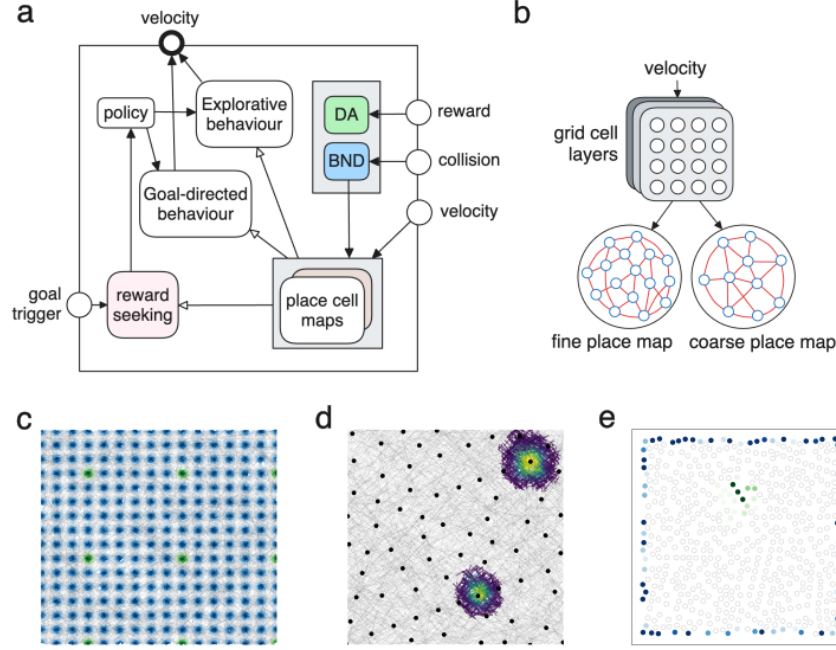 a
velocity
policy
Explorative
behaviour
Goal-directed
behaviour
DA
BND
reward
collision
velocity
goal
trigger
reward
seeking
place cell
maps
b
velocity
grid cell
layers
fine place map
coarse place map
c
d
e